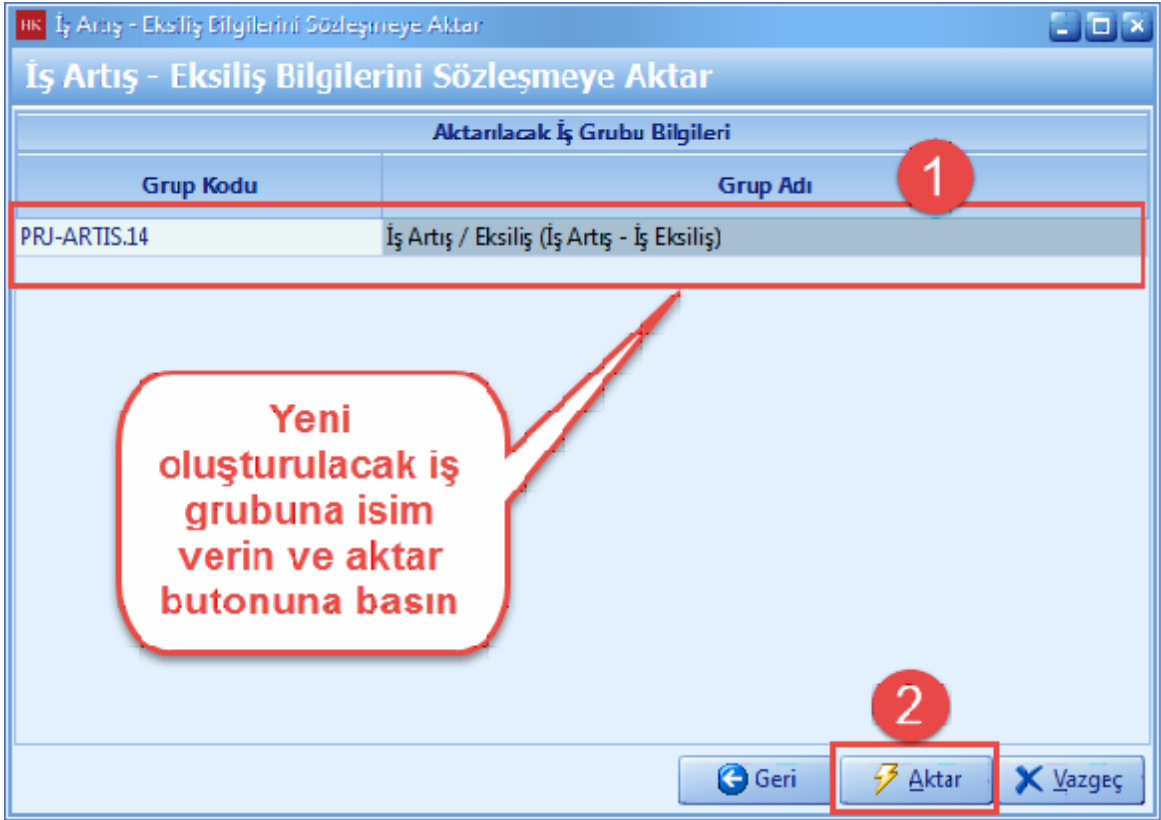 HK İş Artış - Eksiliş Bilgilerini Sözleşmeye Aktar
İş Artış - Eksiliş Bilgilerini Sözleşmeye Aktar
Aktarılacak İş Grubu Bilgileri
1
Grup Kodu Grup Adı
PRJ-ARTIS.14 İş Artış / Eksiliş (İş Artış - İş Eksiliş)
Yeni
oluşturulacak iş
grubuna isim
verin ve aktar
butonuna basın
2
Geri Aktar Vazgeç